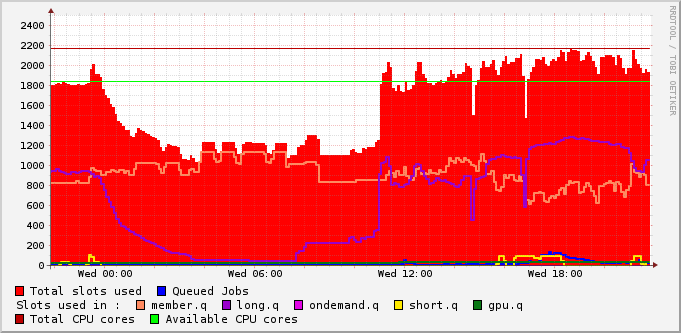 2400
2200
2000
1800
1600
1400
1200
1000
800
600
400
200
0
Wed 00:00 Wed 06:00 Wed 12:00 Wed 18:00
RRDTOOL / TOBI OETIKER
Total slots used Queued Jobs
Slots used in : member.q long.q ondemand.q short.q gpu.q
Total CPU cores Available CPU cores